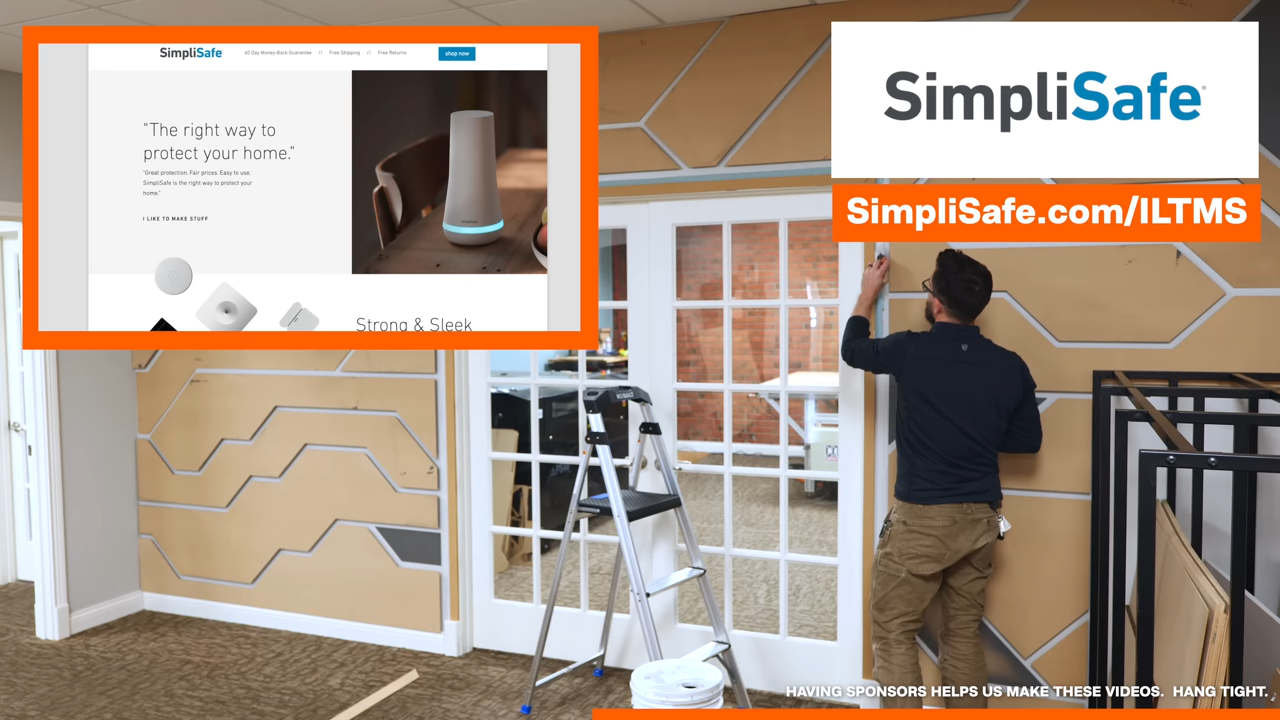 SimpliSafe
60 Day Money-Back Guarantee // Free Shipping // Free Returns
shop now
"The right way to
protect your home."
"Great protection. Fair prices. Easy to use.
SimpliSafe is the right way to protect your
home."
I LIKE TO MAKE STUFF
Strong & Sleek
SimpliSafe
SimpliSafe.com/ILTMS
HAVING SPONSORS HELPS US MAKE THESE VIDEOS. HANG TIGHT.